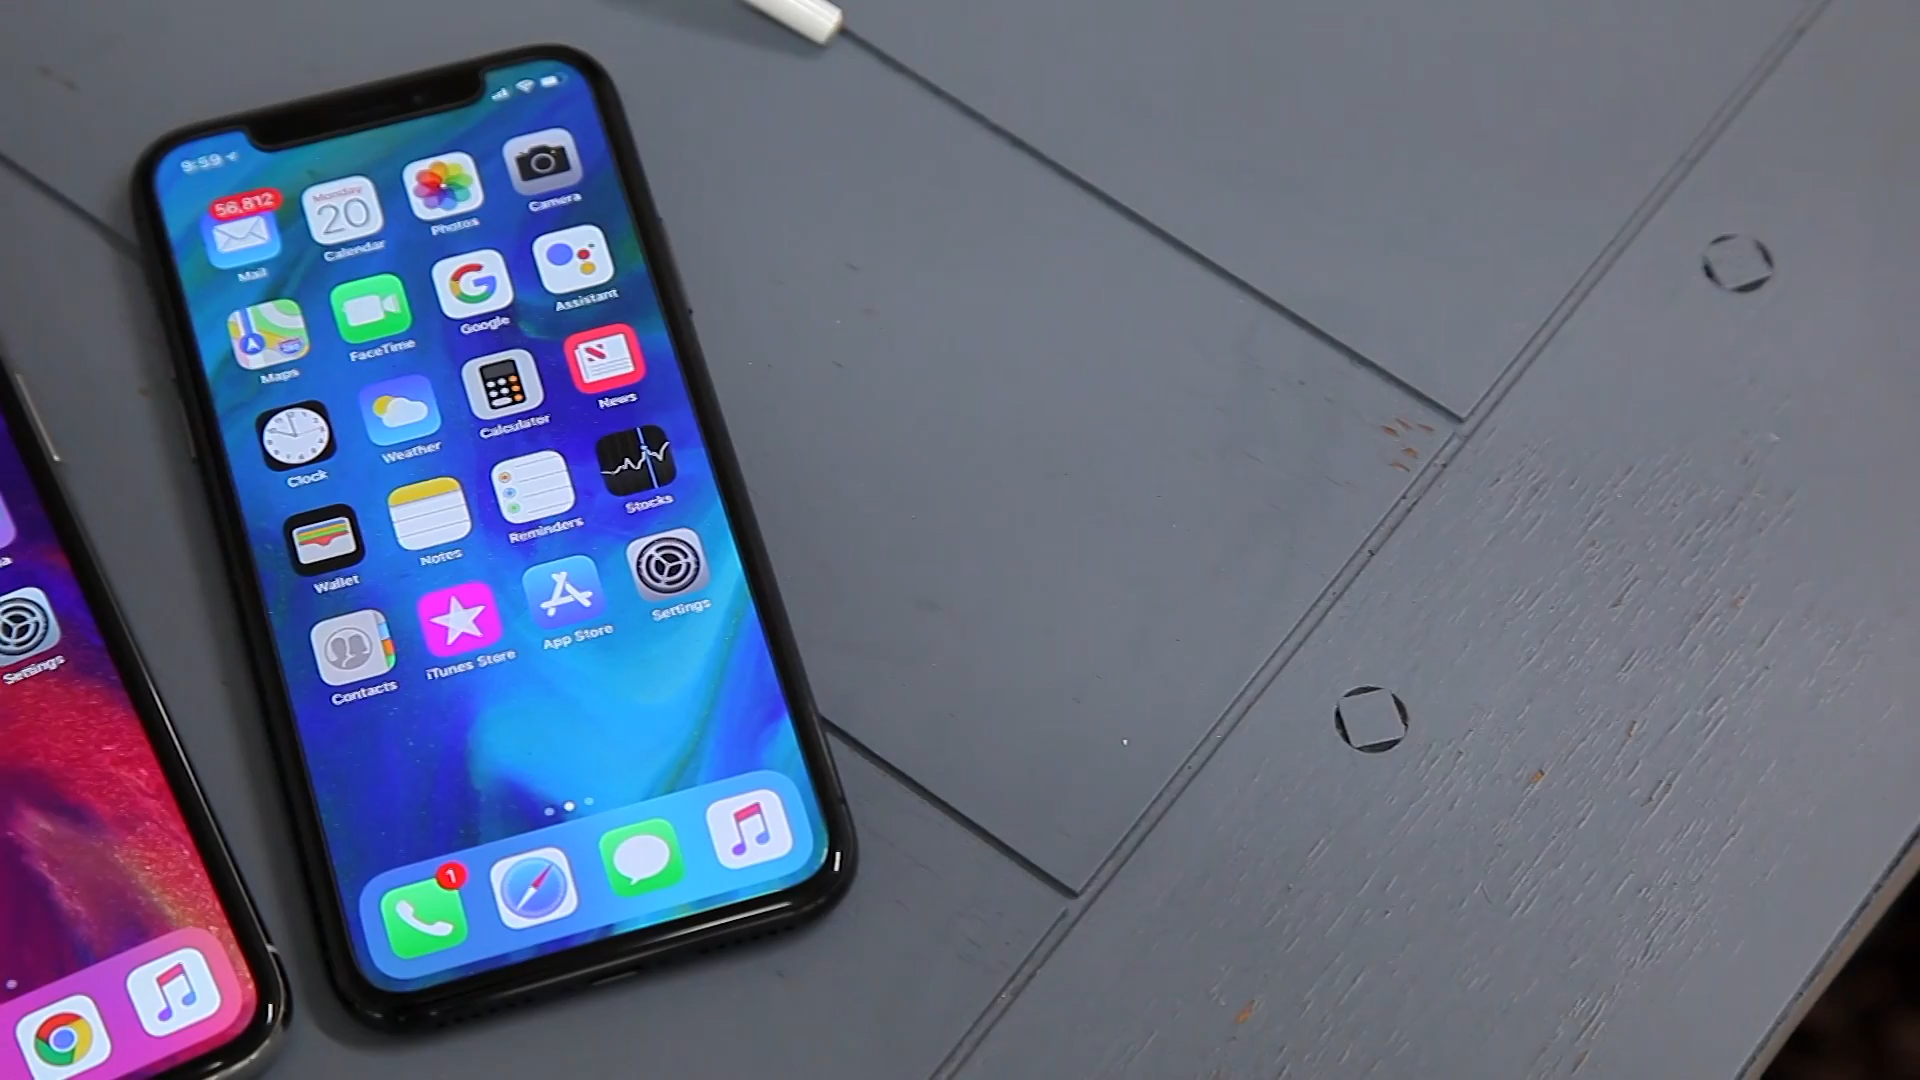 9:59
56,812
Monday
20
Mail
Calendar
Photos
Camera
Maps
FaceTime
Google
Assistant
Clock
Weather
Calculator
News
Wallet
Notes
Reminders
Stocks
Contacts
iTunes Store
App Store
Settings
1
Settings